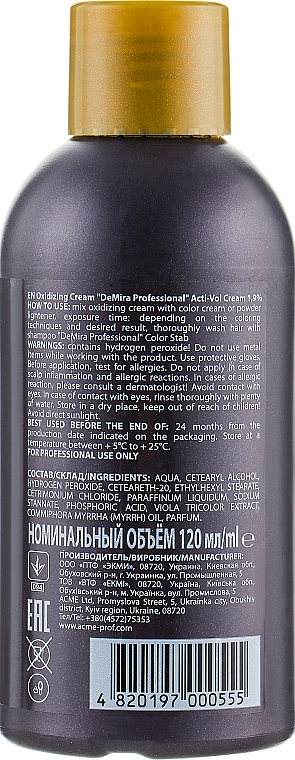 EN Oxidizing Cream "DeMira Professional" Acti-Vol Cream 1,9%
HOW TO USE: mix oxidizing cream with color cream or powder
lightener, exposure time: depending on the coloring
techniques and desired result, thoroughly wash hair with
shampoo "DeMira Professional" Color Stab
WARNINGS: contains hydrogen peroxide! Do not use metal
items while working with the product. Use protective gloves.
Before application, test for allergies. Do not apply in case of
scalp inflammation and allergic reactions. In cases of allergic
reaction, please consult a dermatologist! Avoid contact with
eyes. In case of contact with eyes, rinse thoroughly with plenty
of water. Store in a dry place, keep out of reach of children!
Avoid direct sunlight.
BEST USED BEFORE THE END OF: 24 months from the
production date indicated on the packaging. Store at a
temperature between + 5°C to + 25°C.
FOR PROFESSIONAL USE ONLY
СОСТАВ/СКЛАД/INGREDIENTS: AQUA, CETEARYL ALCOHOL,
HYDROGEN PEROXIDE, CETEARETH-20, ETHYLHEXYL STEARATE,
CETRIMONIUM CHLORIDE, PARAFFINUM LIQUIDUM, SODIUM
STANNATE, PHOSPHORIC ACID, VIOLA TRICOLOR EXTRACT,
COMMIPHORA MYRRHA (MYRRH) OIL, PARFUM.
НОМИНАЛЬНЫЙ ОБЪЁМ 120 мл/ml ℮
ПРОИЗВОДИТЕЛЬ/ВИРОБНИК/MANUFACTURER:
ООО "ПТФ "ЭКМИ", 08720, Украина, Киевская обл.,
Обуховский р-н, г. Украинка, ул. Промышленная, 5
ТОВ "ВТФ "ЕКМІ", 08720, Україна, Київська обл.,
Обухівський р-н, м. Українка, вул. Промислова, 5
ACME Ltd, Promyslova Street, 5, Ukrainka city, Obukhiv
district, Kyiv region, Ukraine, 08720
Тел/Tel: +380(4572)75353
www.acme-prof.com
094
EAC
4 820197 000555